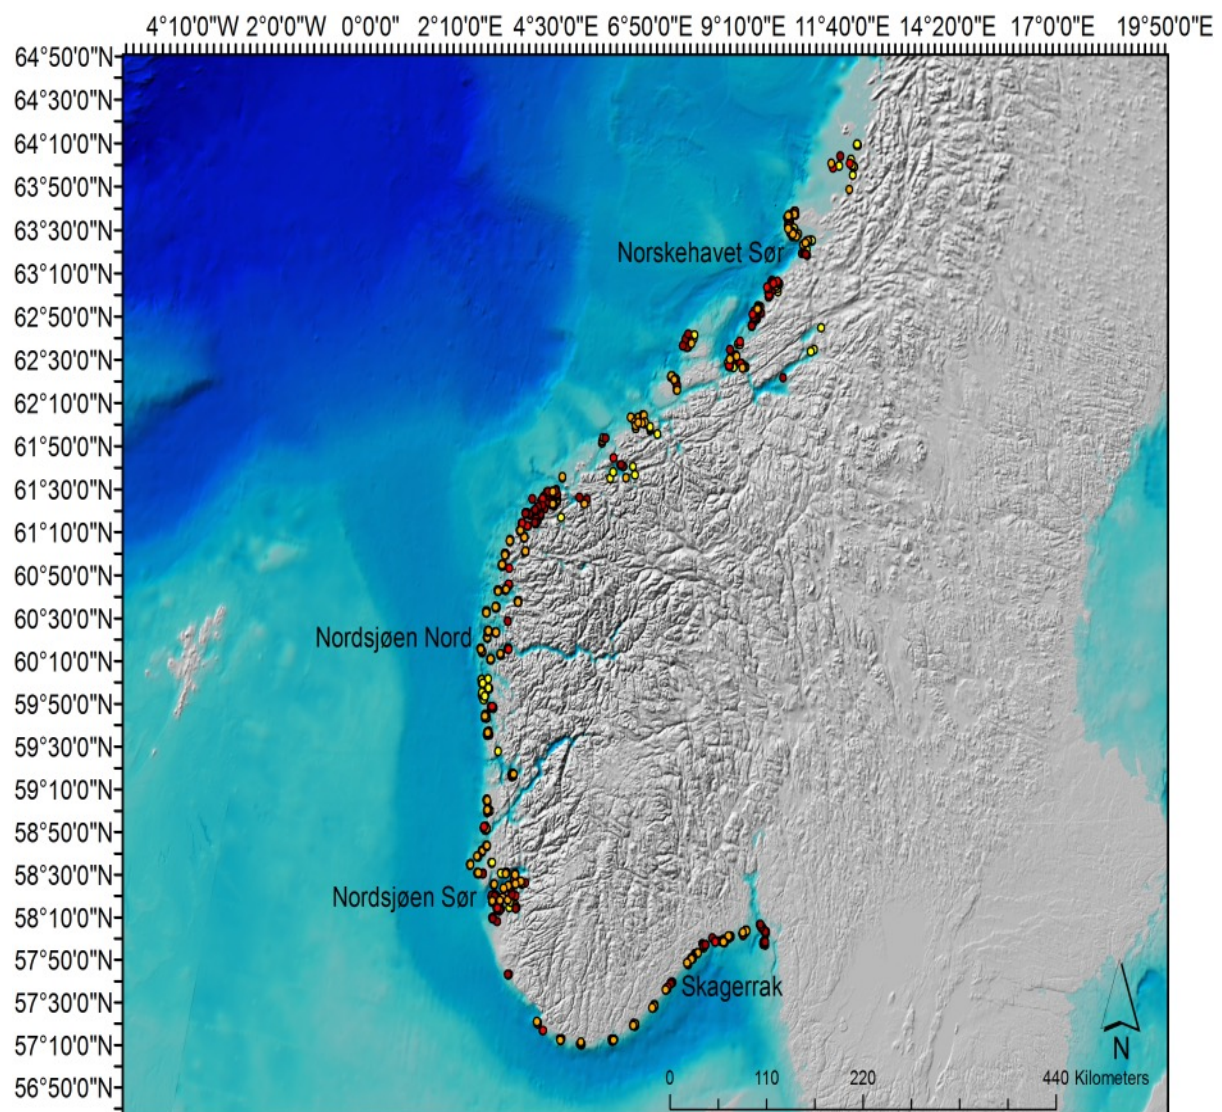 4°10'0"W 2°0'0"W 0°0'0" 2°10'0"E 4°30'0"E 6°50'0"E 9°10'0"E 11°40'0"E 14°20'0"E 17°0'0"E 19°50'0"E
64°50'0"N
64°30'0"N
64°10'0"N
63°50'0"N
63°30'0"N
Norskehavet Sør
63°10'0"N
62°50'0"N
62°30'0"N
62°10'0"N
61°50'0"N
61°30'0"N
61°10'0"N
60°50'0"N
60°30'0"N
Nordsjøen Nord
60°10'0"N
59°50'0"N
59°30'0"N
59°10'0"N
58°50'0"N
58°30'0"N
Nordsjøen Sør
58°10'0"N
57°50'0"N
Skagerrak
57°30'0"N
57°10'0"N
N
56°50'0"N
0 110 220 440 Kilometers